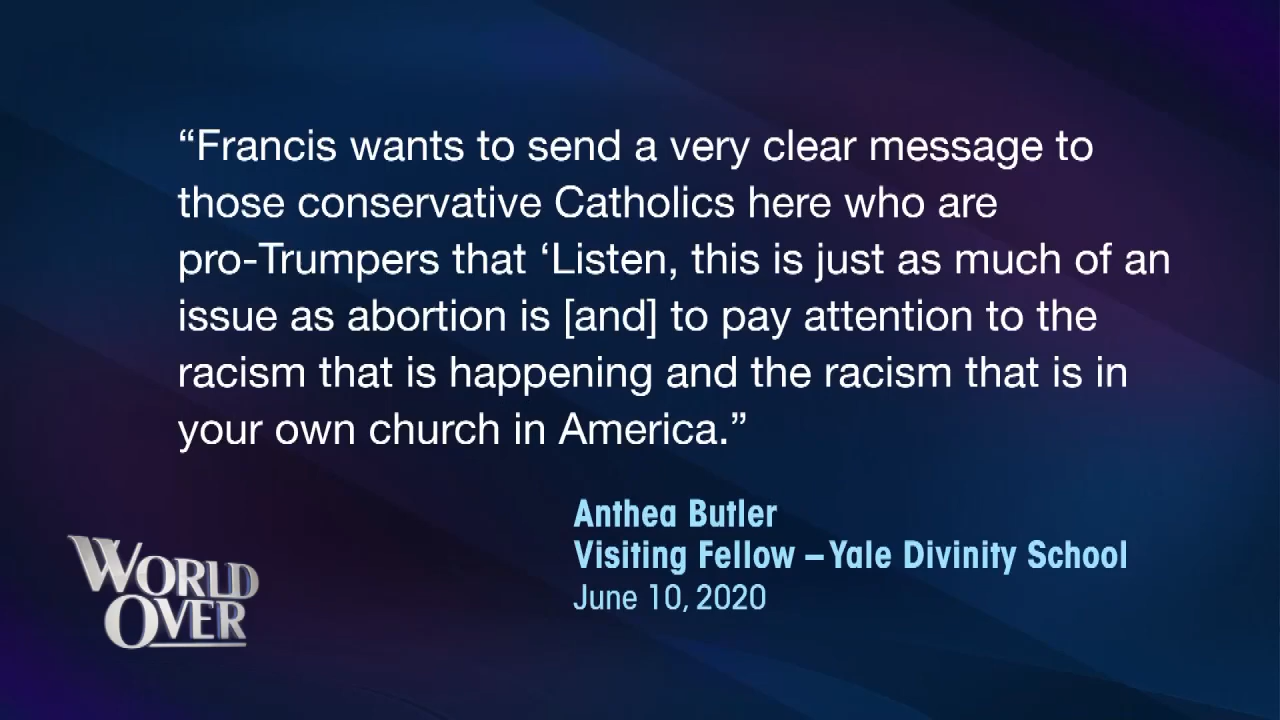 “Francis wants to send a very clear message to
those conservative Catholics here who are
pro-Trumpers that ‘Listen, this is just as much of an
issue as abortion is [and] to pay attention to the
racism that is happening and the racism that is in
your own church in America.”
Anthea Butler
Visiting Fellow – Yale Divinity School
June 10, 2020
WORLD
OVER